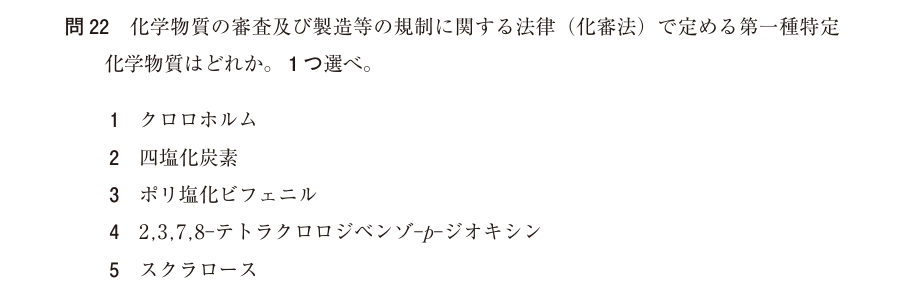 問22 化学物質の審査及び製造等の規制に関する法律（化審法）で定める第一種特定
化学物質はどれか。1つ選べ。
1 クロロホルム
2 四塩化炭素
3 ポリ塩化ビフェニル
4 2,3,7,8-テトラクロロジベンゾ-p-ジオキシン
5 スクラロース